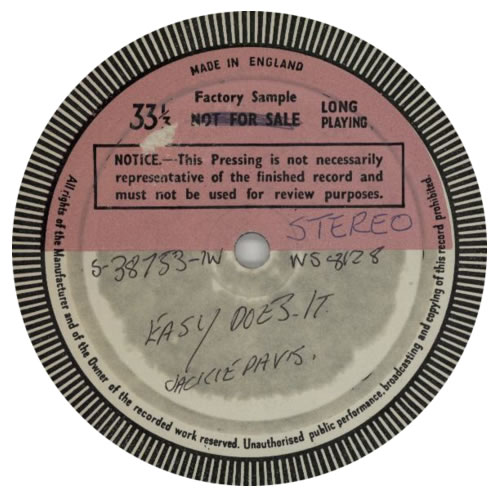 MADE IN ENGLAND
Factory Sample
33⅓ NOT FOR SALE LONG PLAYING
NOTICE.—This Pressing is not necessarily
representative of the finished record and
must not be used for review purposes.
STEREO
S-38733-1W WS 8128
EASY DOES-IT
JACKIE DAVIS.
All rights of the Manufacturer and of the Owner of the recorded work reserved. Unauthorised public performance, broadcasting and copying of this record prohibited.